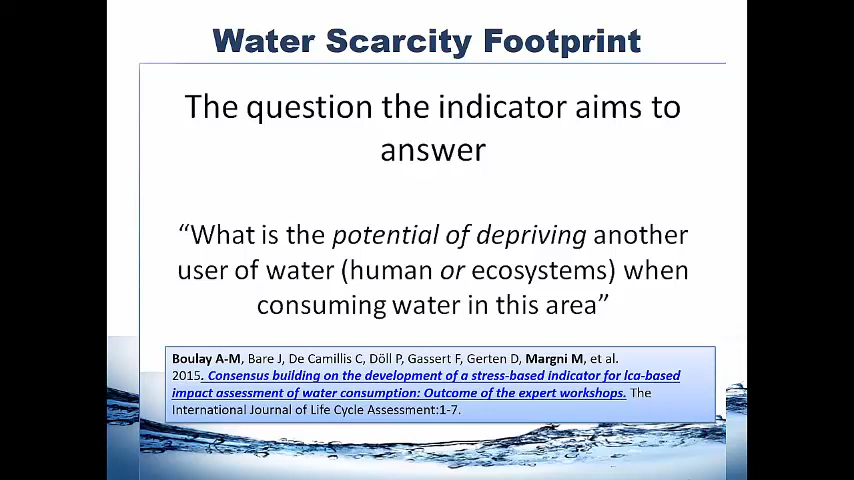 Water Scarcity Footprint
The question the indicator aims to
answer
“What is the potential of depriving another
user of water (human or ecosystems) when
consuming water in this area”
Boulay A-M, Bare J, De Camillis C, Döll P, Gassert F, Gerten D, Margni M, et al.
2015. Consensus building on the development of a stress-based indicator for lca-based
impact assessment of water consumption: Outcome of the expert workshops. The
International Journal of Life Cycle Assessment:1-7.